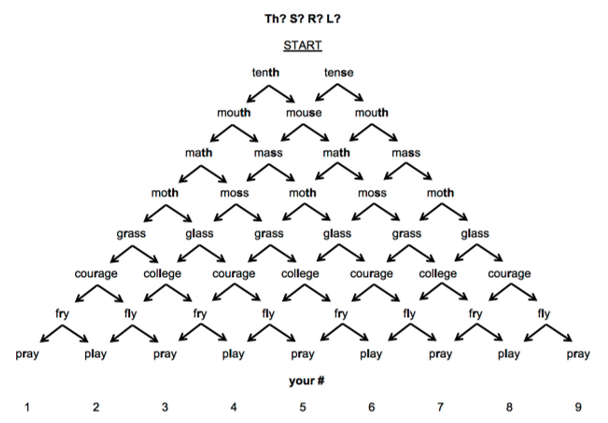 Th? S? R? L?
START
tenth tense
mouth mouse mouth
math mass math mass
moth moss moth moss moth
grass glass grass glass grass glass
courage college courage college courage college courage
fry fly fry fly fry fly fry fly
pray play pray play pray play pray play pray
your #
1 2 3 4 5 6 7 8 9